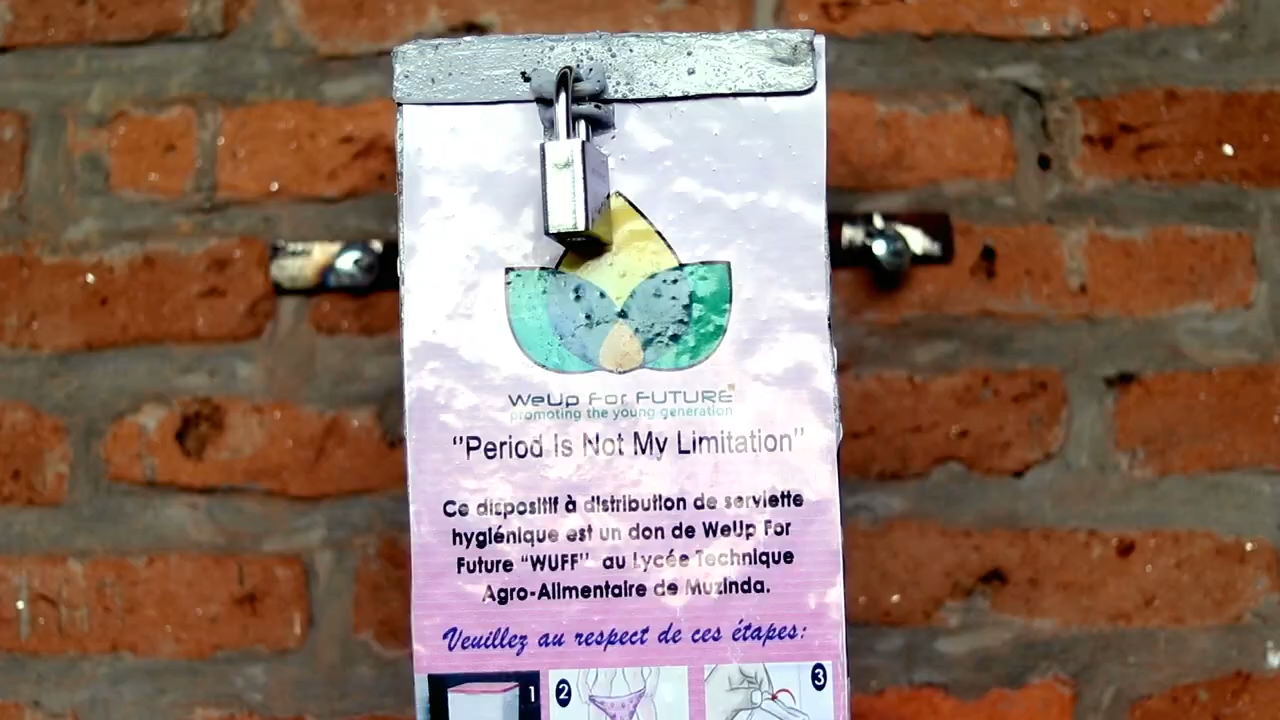 WeUp For FUTURE
promoting the young generation
"Period Is Not My Limitation"
Ce dispositif à distribution de serviette
hygiénique est un don de WeUp For
Future "WUFF" au Lycée Technique
Agro-Alimentaire de Muzinda.
Veuillez au respect de ces étapes:
1 2 3